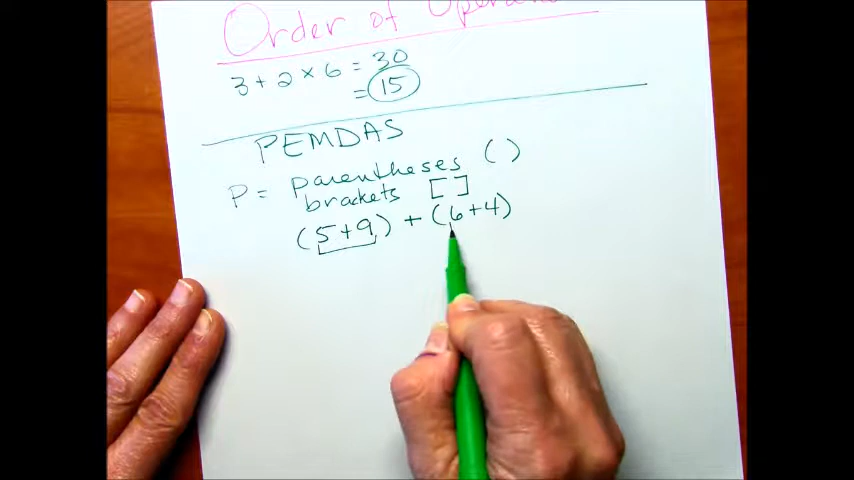 Order of
3 + 2 × 6 = 30
= 15
PEMDAS
P = parentheses ( )
brackets [ ]
(5+9) + (6+4)